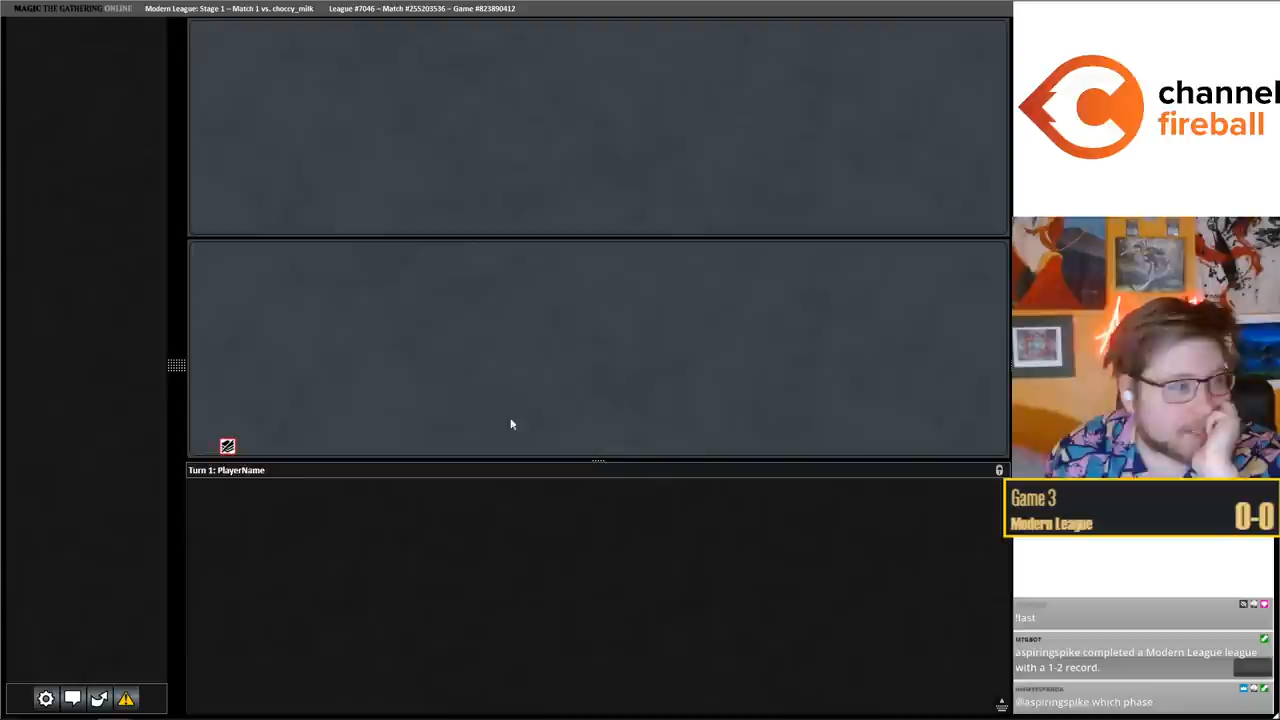 MAGIC THE GATHERING ONLINE Modern League: Stage 1 – Match 1 vs. choccy_milk League #7046 – Match #255203536 – Game #823890412
channel
fireball
Turn 1: PlayerName
Game 3
Modern League 0-0
!last
MTGBOT
aspiringspike completed a Modern League league
with a 1-2 record.
@aspiringspike which phase